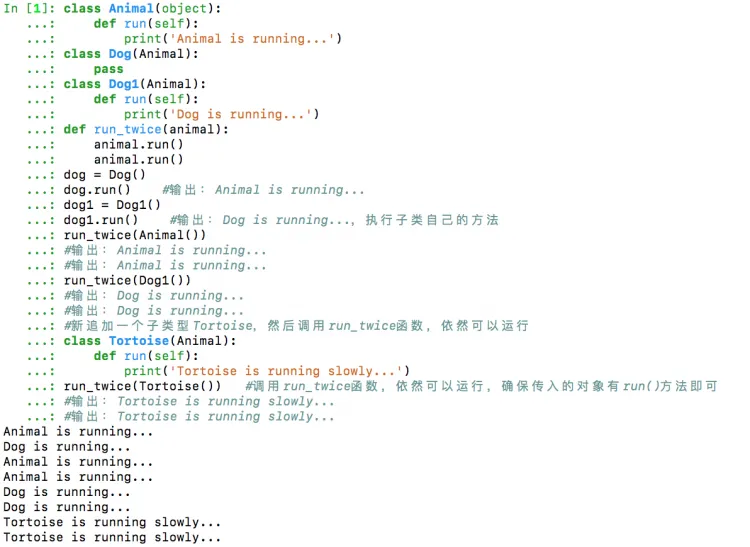 In [1]: class Animal(object):
   ...:     def run(self):
   ...:         print('Animal is running...')
   ...: class Dog(Animal):
   ...:     pass
   ...: class Dog1(Animal):
   ...:     def run(self):
   ...:         print('Dog is running...')
   ...: def run_twice(animal):
   ...:     animal.run()
   ...:     animal.run()
   ...: dog = Dog()
   ...: dog.run()    #输出：Animal is running...
   ...: dog1 = Dog1()
   ...: dog1.run()    #输出：Dog is running...，执行子类自己的方法
   ...: run_twice(Animal())
   ...: #输出：Animal is running...
   ...: #输出：Animal is running...
   ...: run_twice(Dog1())
   ...: #输出：Dog is running...
   ...: #输出：Dog is running...
   ...: #新追加一个子类型Tortoise，然后调用run_twice函数，依然可以运行
   ...: class Tortoise(Animal):
   ...:     def run(self):
   ...:         print('Tortoise is running slowly...')
   ...: run_twice(Tortoise())   #调用run_twice函数，依然可以运行，确保传入的对象有run()方法即可
   ...: #输出：Tortoise is running slowly...
   ...: #输出：Tortoise is running slowly...
Animal is running...
Dog is running...
Animal is running...
Animal is running...
Dog is running...
Dog is running...
Tortoise is running slowly...
Tortoise is running slowly...